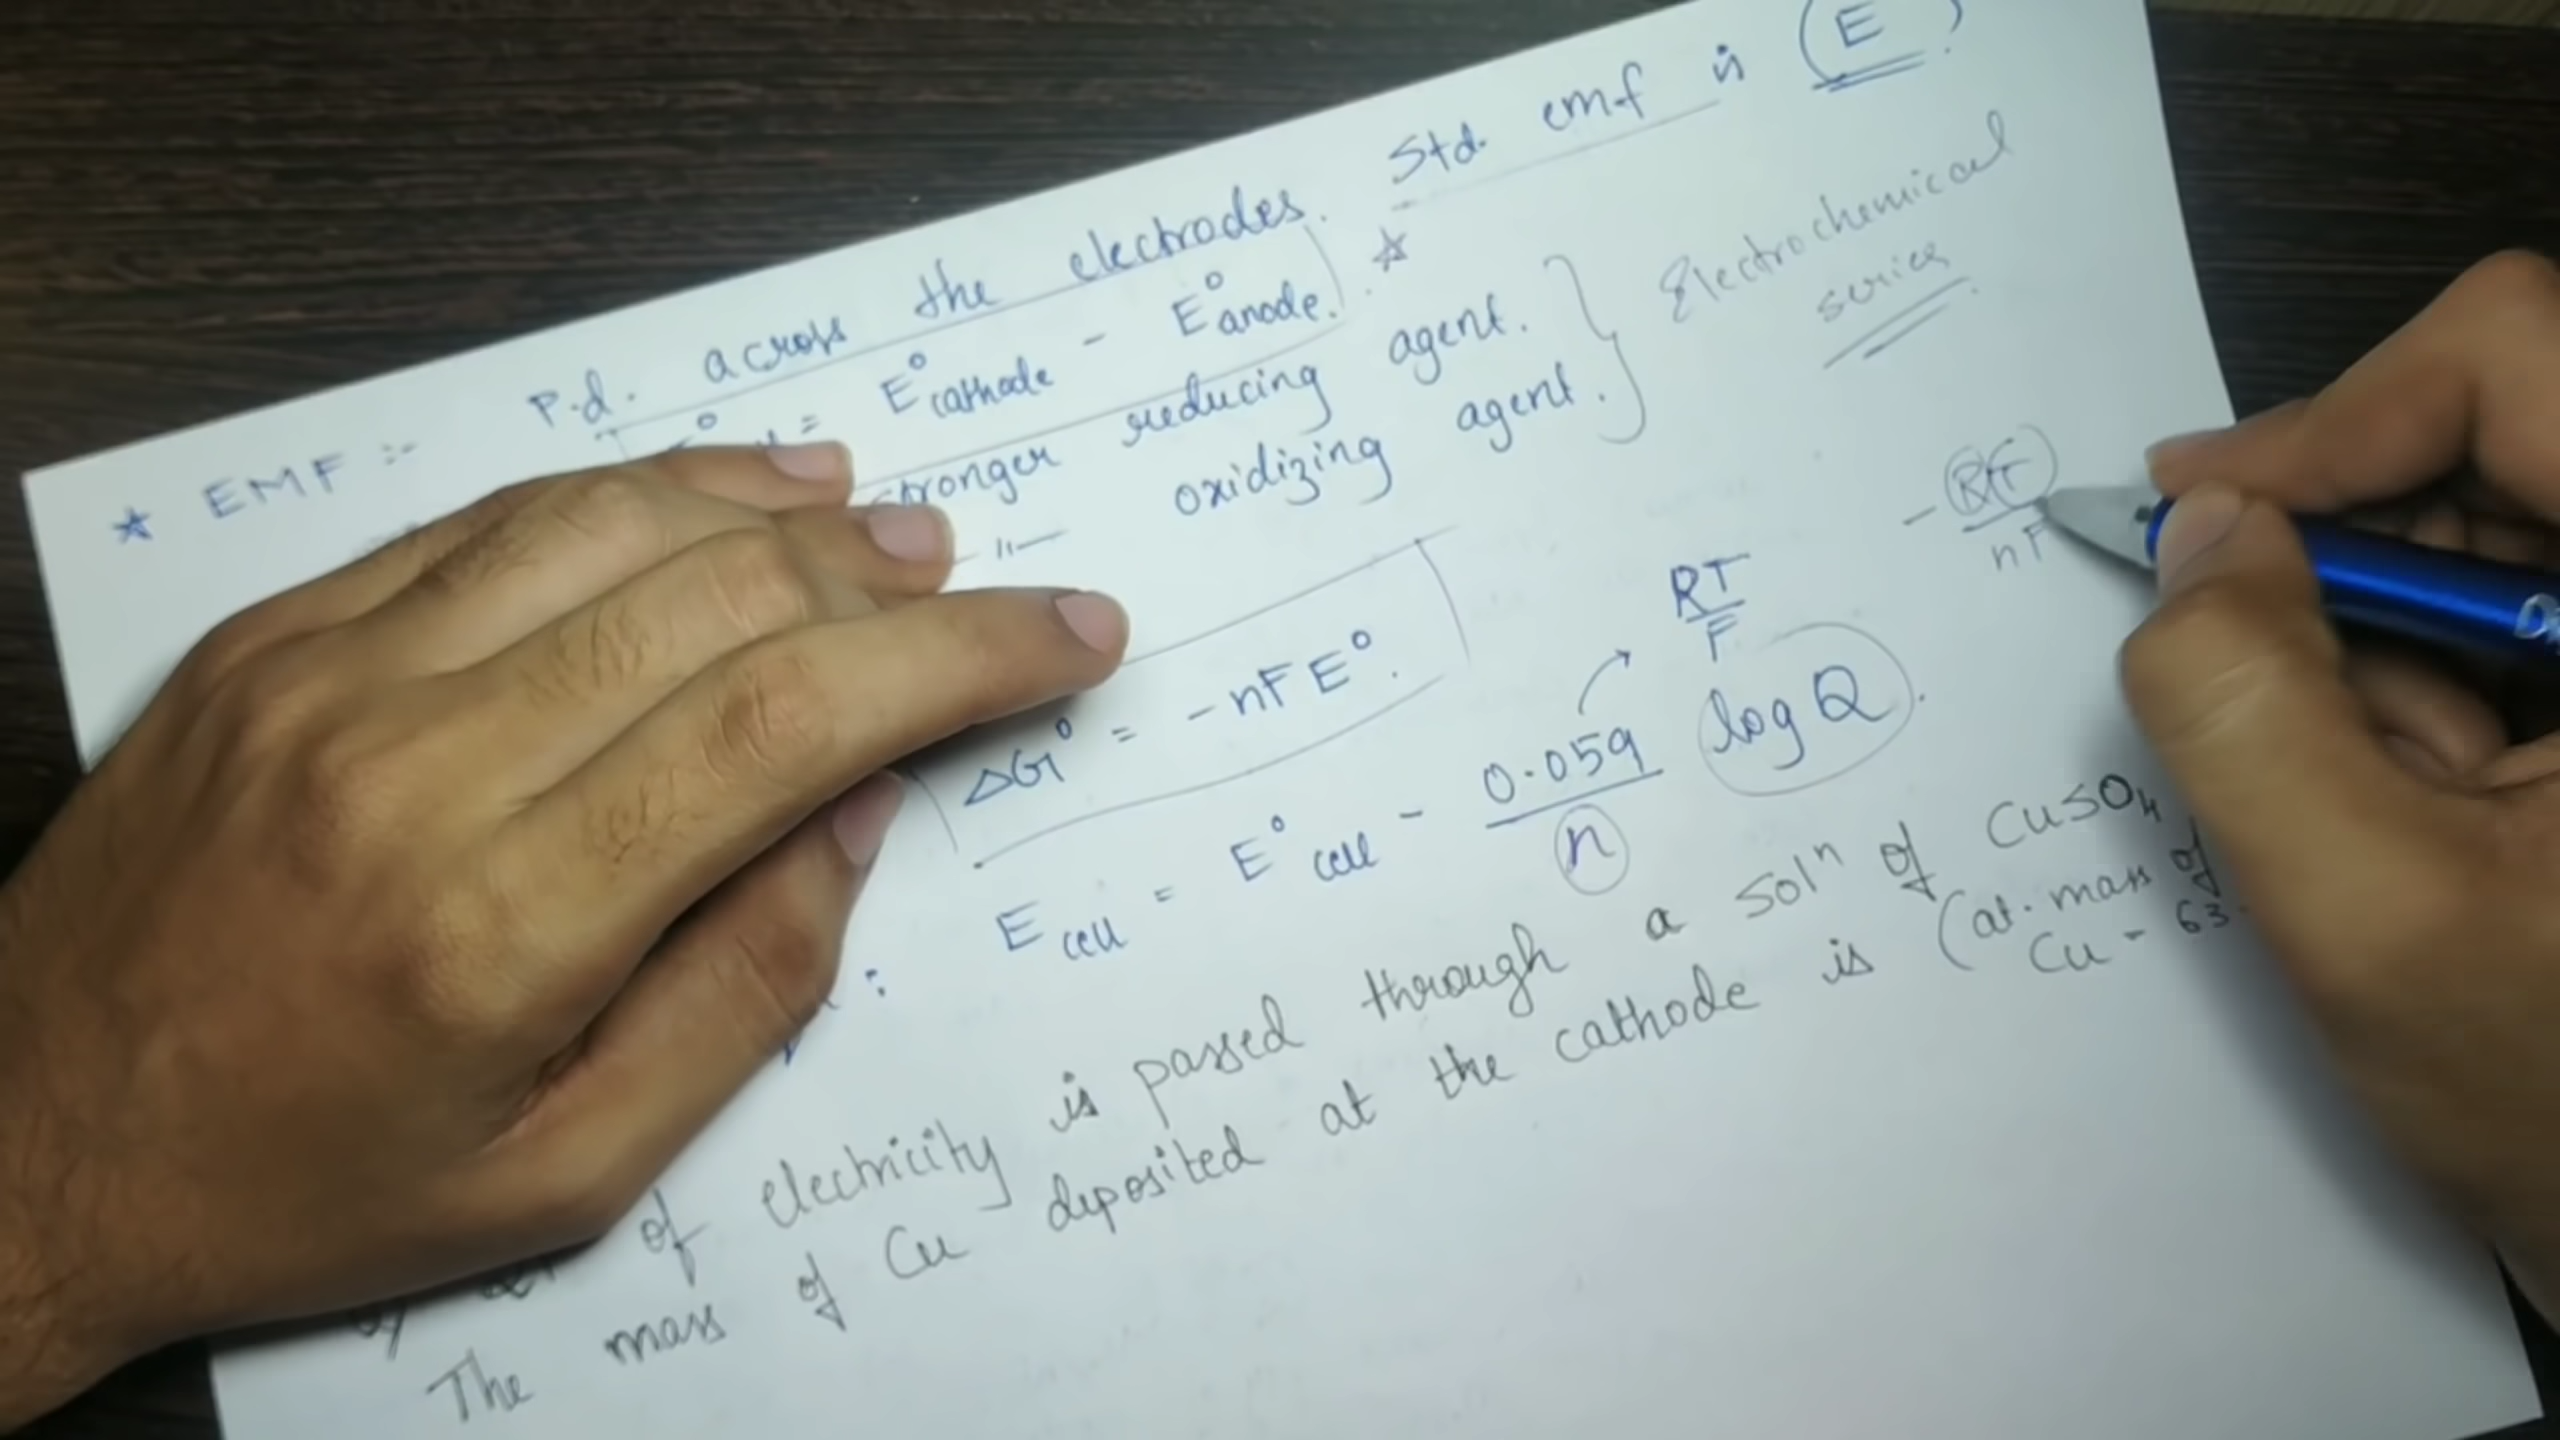 ★ EMF :- P.d. across the electrodes. Std. emf is (E
= E°cathode - E°anode. ☆
stronger reducing agent. } Electrochemical
—"— oxidizing agent. } series
- RT / nF
ΔG° = -nFE°.
RT / F
E cell = E° cell - 0.059 / n log Q.
of electricity is passed through a solⁿ of CuSO4
The mass of Cu deposited at the cathode is (at. mass of
Cu - 63.